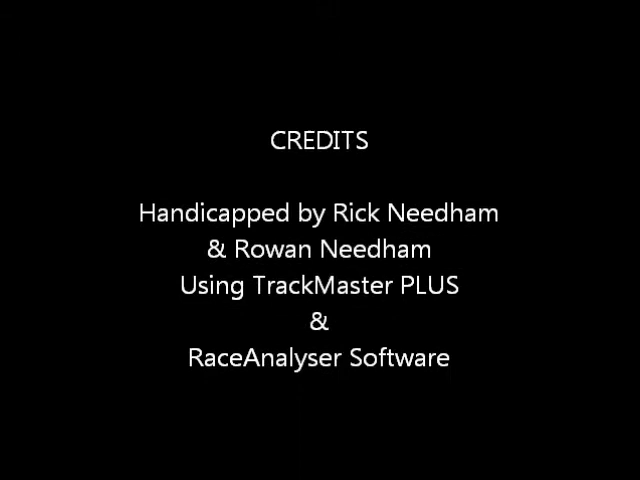 CREDITS
Handicapped by Rick Needham
& Rowan Needham
Using TrackMaster PLUS
&
RaceAnalyser Software